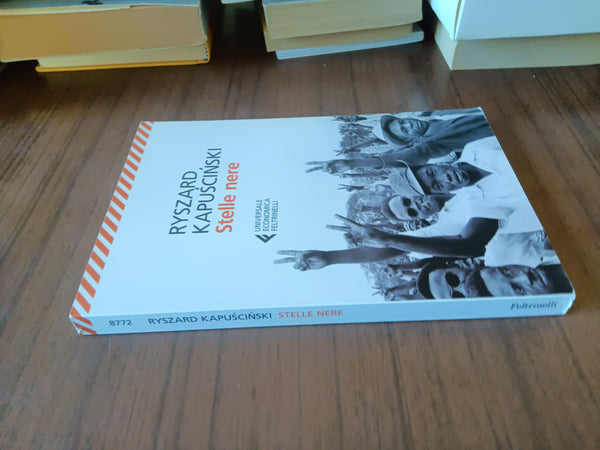 RYSZARD
KAPUŚCIŃSKI
Stelle nere
UNIVERSALE
ECONOMICA
FELTRINELLI
8772 RYSZARD KAPUŚCIŃSKI STELLE NERE Feltrinelli